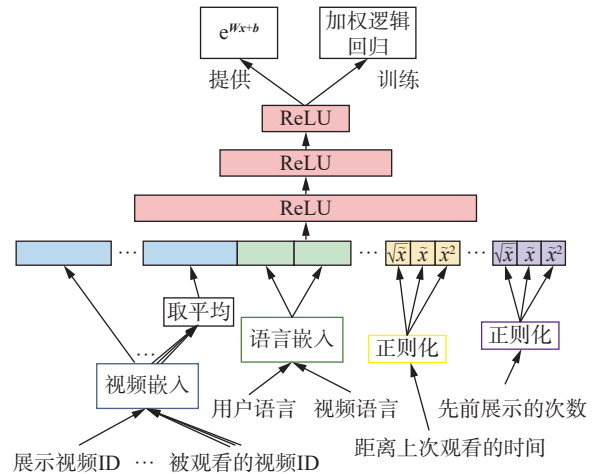 e^{Wx+b}
加权逻辑
回归
提供
训练
ReLU
ReLU
ReLU
… … …
√x̃ x̃ x̃²
√x̃ x̃ x̃²
取平均
…
视频嵌入
语言嵌入
正则化
正则化
用户语言
视频语言
先前展示的次数
距离上次观看的时间
展示视频ID … 被观看的视频ID